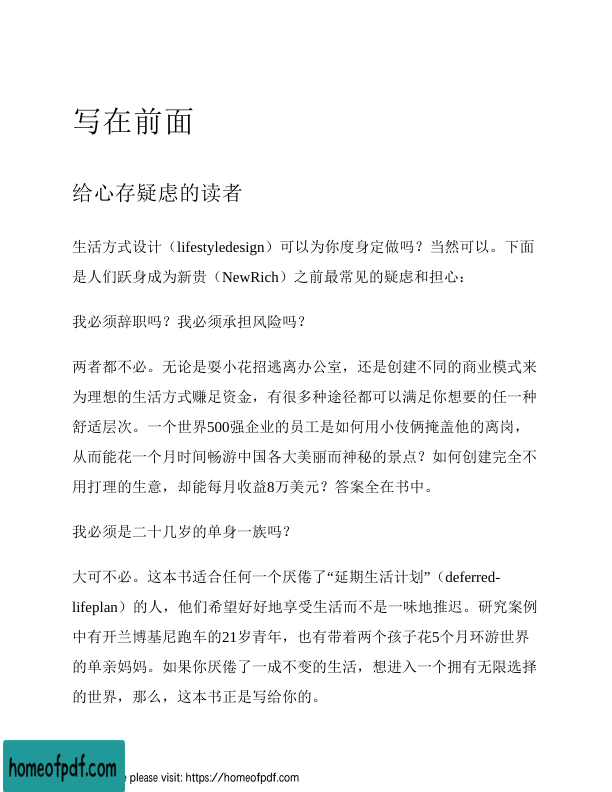 写在前面
给心存疑虑的读者
生活方式设计（lifestyledesign）可以为你度身定做吗？当然可以。下面
是人们跃身成为新贵（NewRich）之前最常见的疑虑和担心：
我必须辞职吗？我必须承担风险吗？
两者都不必。无论是耍小花招逃离办公室，还是创建不同的商业模式来
为理想的生活方式赚足资金，有很多种途径都可以满足你想要的任一种
舒适层次。一个世界500强企业的员工是如何用小伎俩掩盖他的离岗，
从而能花一个月时间畅游中国各大美丽而神秘的景点？如何创建完全不
用打理的生意，却能每月收益8万美元？答案全在书中。
我必须是二十几岁的单身一族吗？
大可不必。这本书适合任何一个厌倦了“延期生活计划”（deferred-
lifeplan）的人，他们希望好好地享受生活而不是一味地推迟。研究案例
中有开兰博基尼跑车的21岁青年，也有带着两个孩子花5个月环游世界
的单亲妈妈。如果你厌倦了一成不变的生活，想进入一个拥有无限选择
的世界，那么，这本书正是写给你的。
homeofpdf.com
please visit: https://homeofpdf.com